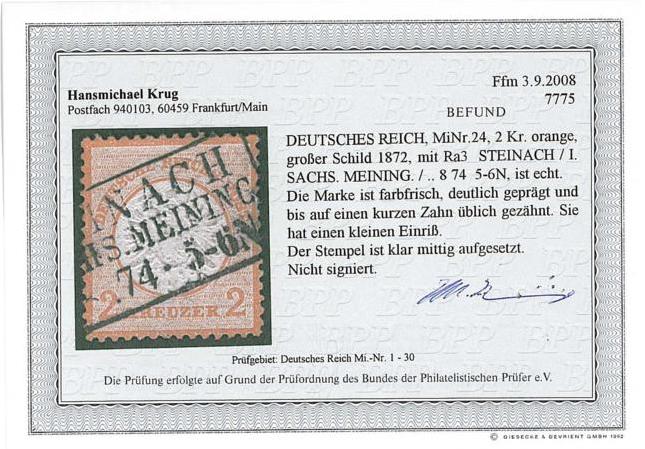 Hansmichael Krug
Postfach 940103, 60459 Frankfurt/Main
Ffm 3.9.2008
7775
BEFUND
DEUTSCHES REICH, MiNr.24, 2 Kr. orange,
großer Schild 1872, mit Ra3 STEINACH / I.
SACHS. MEINING. / .. 8 74 5-6N, ist echt.
Die Marke ist farbfrisch, deutlich geprägt und
bis auf einen kurzen Zahn üblich gezähnt. Sie
hat einen kleinen Einriß.
Der Stempel ist klar mittig aufgesetzt.
Nicht signiert.
NACH
HS. MEINING
.74. 5-6N
2 KREUZER 2
Prüfgebiet: Deutsches Reich Mi.-Nr. 1 - 30
Die Prüfung erfolgte auf Grund der Prüfordnung des Bundes der Philatelistischen Prüfer e.V.
© GIESECKE & DEVRIENT GMBH 1992